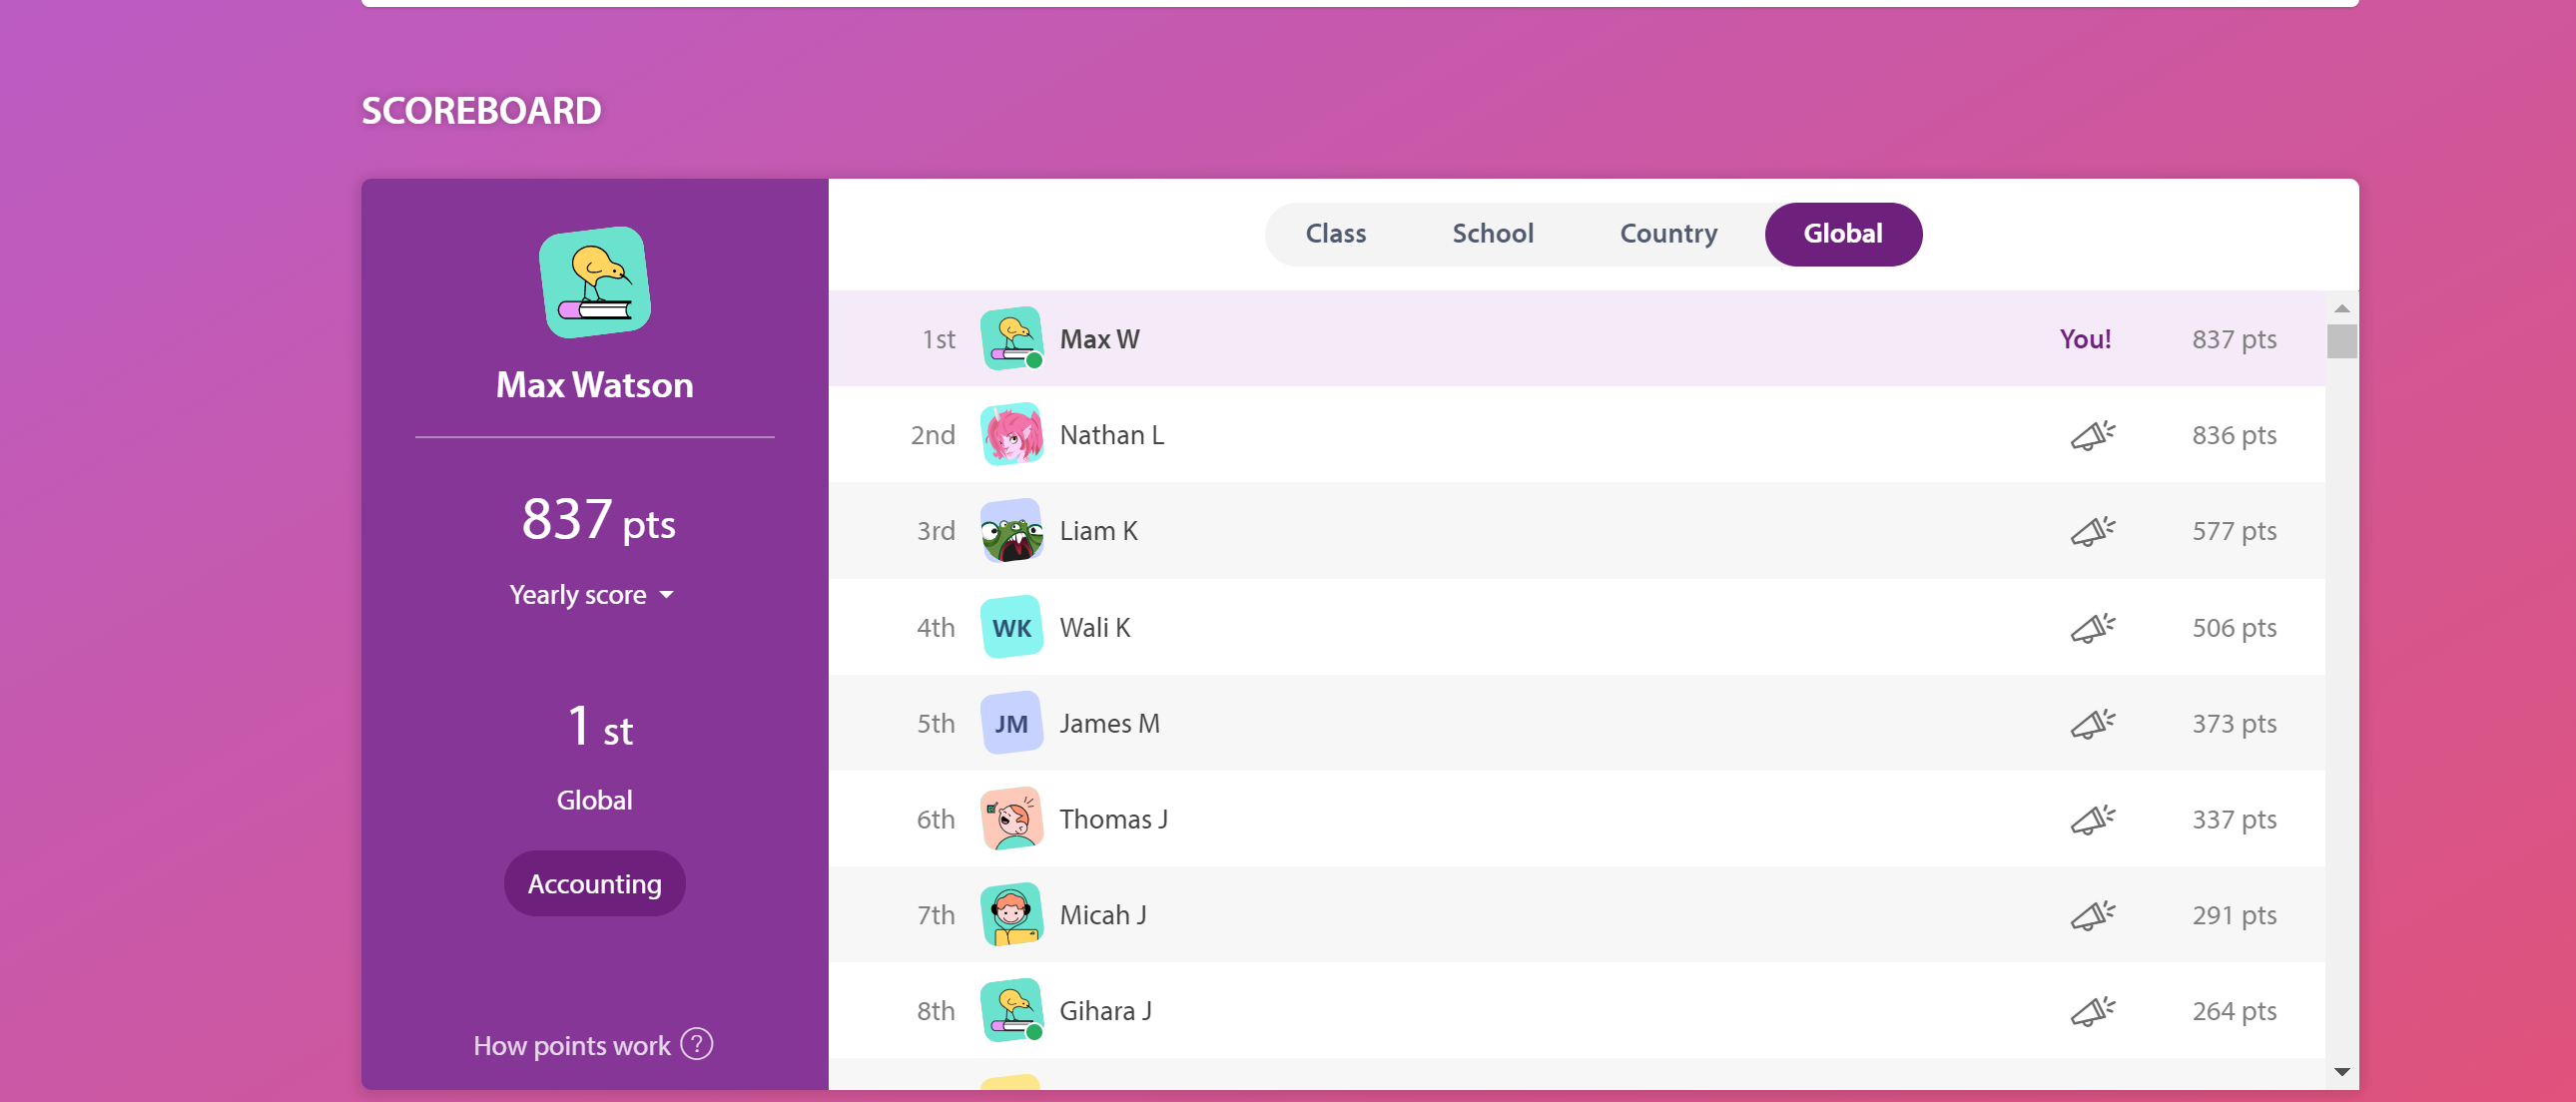 SCOREBOARD
Max Watson
837 pts
Yearly score
1 st
Global
Accounting
How points work ?
Class School Country Global
1st Max W You! 837 pts
2nd Nathan L 836 pts
3rd Liam K 577 pts
4th WK Wali K 506 pts
5th JM James M 373 pts
6th Thomas J 337 pts
7th Micah J 291 pts
8th Gihara J 264 pts